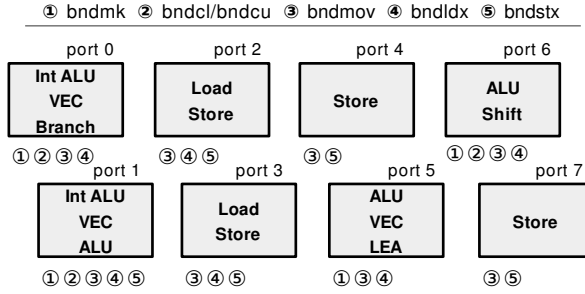 ① bndmk ② bndcl/bndcu ③ bndmov ④ bndldx ⑤ bndstx
port 0 port 2 port 4 port 6
Int ALU
VEC
Branch
Load
Store
Store
ALU
Shift
①②③④ ③④⑤ ③⑤ ①②③④
port 1 port 3 port 5 port 7
Int ALU
VEC
ALU
Load
Store
ALU
VEC
LEA
Store
①②③④⑤ ③④⑤ ①③④ ③⑤